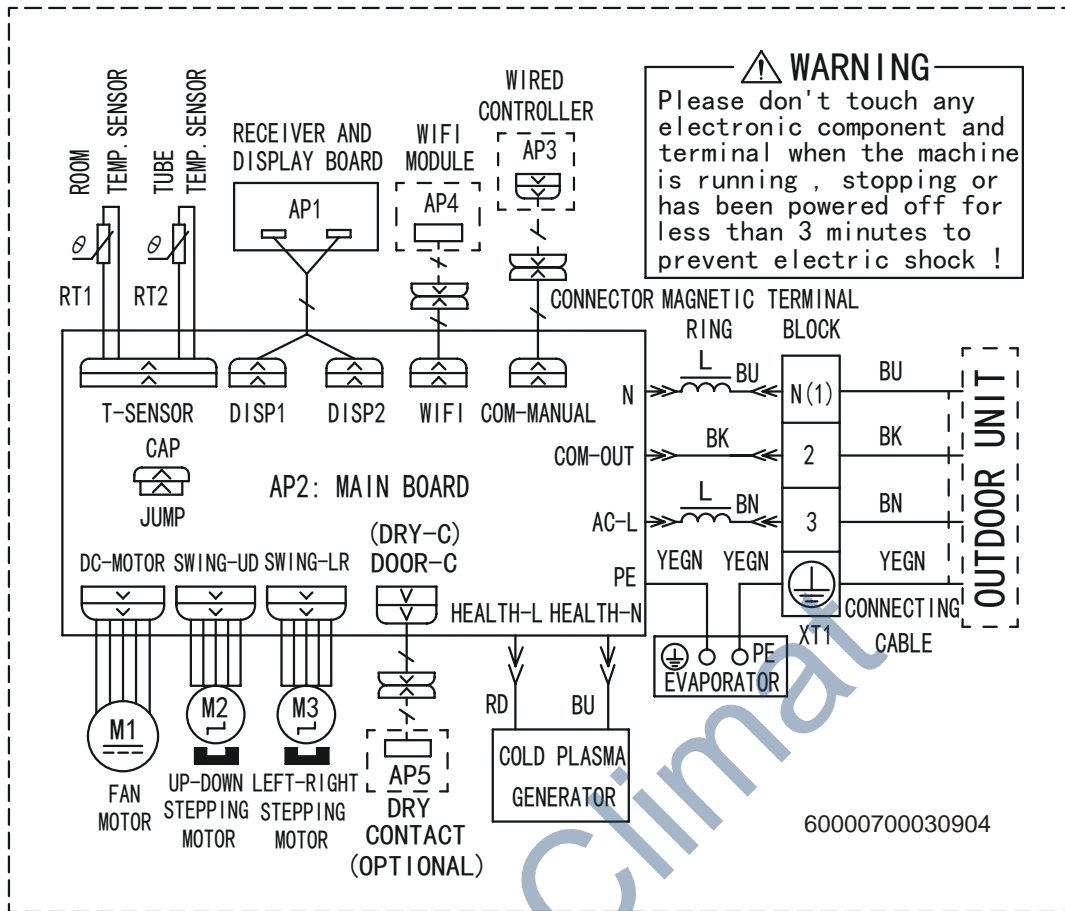 ROOM
TEMP. SENSOR
TUBE
TEMP. SENSOR
RECEIVER AND
DISPLAY BOARD
WIFI
MODULE
WIRED
CONTROLLER
AP1
AP4
AP3
θ
θ
RT1
RT2
WARNING
Please don't touch any
electronic component and
terminal when the machine
is running , stopping or
has been powered off for
less than 3 minutes to
prevent electric shock !
CONNECTOR
MAGNETIC
RING
TERMINAL
BLOCK
T-SENSOR
DISP1
DISP2
WIFI
COM-MANUAL
N
L
BU
N(1)
BU
CAP
JUMP
AP2: MAIN BOARD
COM-OUT
BK
2
BK
AC-L
L
BN
3
BN
OUTDOOR UNIT
(DRY-C)
DOOR-C
DC-MOTOR
SWING-UD
SWING-LR
PE
YEGN
YEGN
YEGN
HEALTH-L
HEALTH-N
XT1
CONNECTING
CABLE
PE
EVAPORATOR
M1
M2
M3
RD
BU
AP5
FAN
MOTOR
UP-DOWN
STEPPING
MOTOR
LEFT-RIGHT
STEPPING
MOTOR
DRY
CONTACT
(OPTIONAL)
COLD PLASMA
GENERATOR
60000700030904
Climat